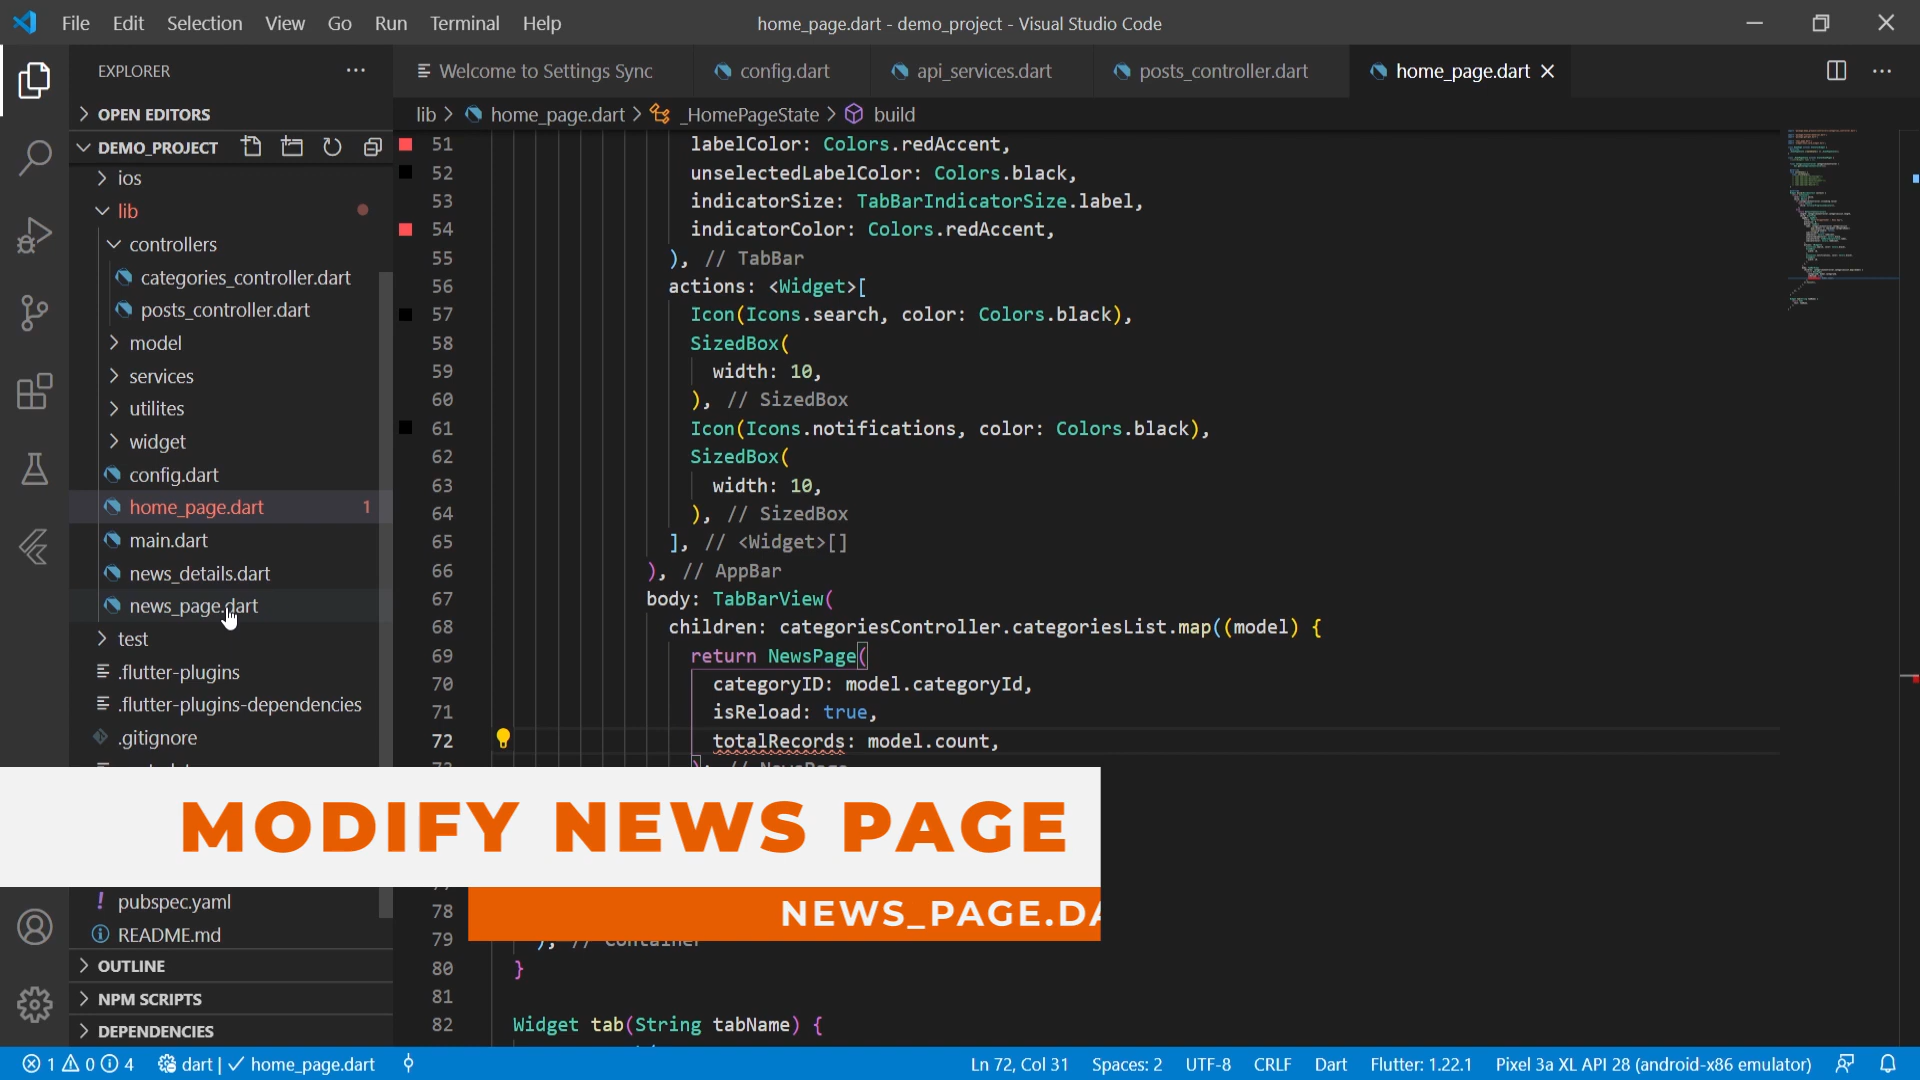 File Edit Selection View Go Run Terminal Help
home_page.dart - demo_project - Visual Studio Code
EXPLORER
Welcome to Settings Sync
config.dart
api_services.dart
posts_controller.dart
home_page.dart
OPEN EDITORS
lib > home_page.dart > _HomePageState > build
DEMO_PROJECT
ios
lib
controllers
categories_controller.dart
posts_controller.dart
model
services
utilites
widget
config.dart
home_page.dart 1
main.dart
news_details.dart
news_page.dart
test
.flutter-plugins
.flutter-plugins-dependencies
.gitignore
pubspec.yaml
README.md
OUTLINE
NPM SCRIPTS
DEPENDENCIES
51 labelColor: Colors.redAccent,
52 unselectedLabelColor: Colors.black,
53 indicatorSize: TabBarIndicatorSize.label,
54 indicatorColor: Colors.redAccent,
55 ), // TabBar
56 actions: <Widget>[
57 Icon(Icons.search, color: Colors.black),
58 SizedBox(
59 width: 10,
60 ), // SizedBox
61 Icon(Icons.notifications, color: Colors.black),
62 SizedBox(
63 width: 10,
64 ), // SizedBox
65 ], // <Widget>[]
66 ), // AppBar
67 body: TabBarView(
68 children: categoriesController.categoriesList.map((model) {
69 return NewsPage(
70 categoryID: model.categoryId,
71 isReload: true,
72 totalRecords: model.count,
73 ); // NewsPage
78
79 ), // Container
80 }
81
82 Widget tab(String tabName) {
MODIFY NEWS PAGE
NEWS_PAGE.DA
1 0 4 dart | ✓ home_page.dart
Ln 72, Col 31 Spaces: 2 UTF-8 CRLF Dart Flutter: 1.22.1 Pixel 3a XL API 28 (android-x86 emulator)